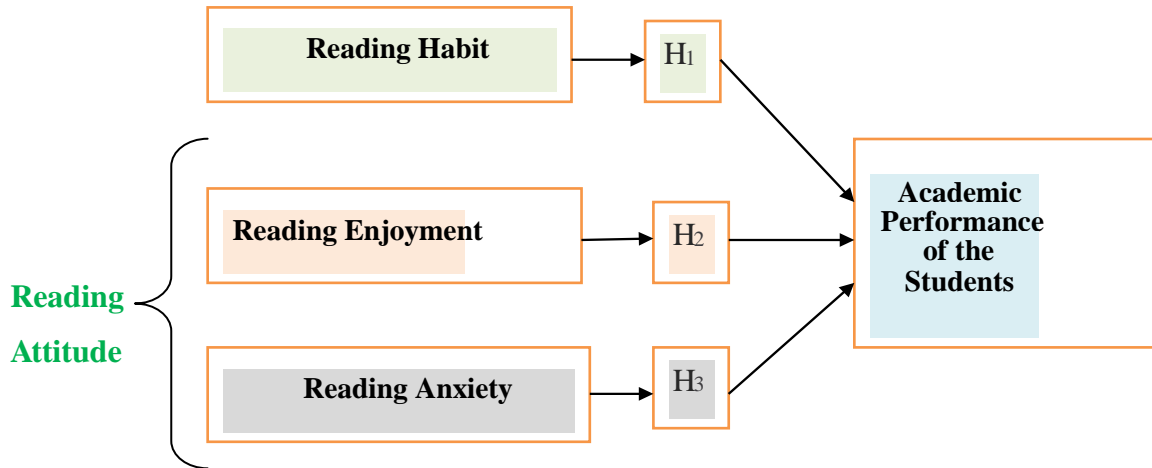 Reading Habit
H1
Academic
Performance
of the
Students
Reading Enjoyment
H2
Reading
Attitude
Reading Anxiety
H3